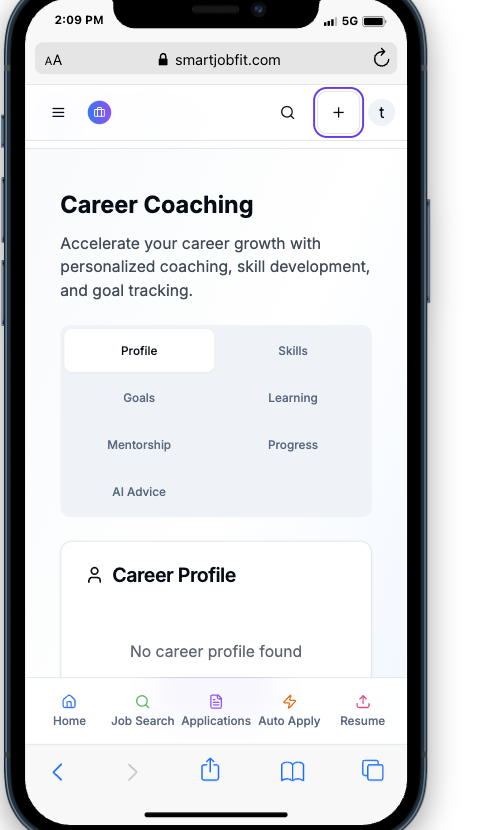 2:09 PM
5G
AA
smartjobfit.com
t
Career Coaching
Accelerate your career growth with
personalized coaching, skill development,
and goal tracking.
Profile
Skills
Goals
Learning
Mentorship
Progress
AI Advice
Career Profile
No career profile found
Home
Job Search
Applications
Auto Apply
Resume